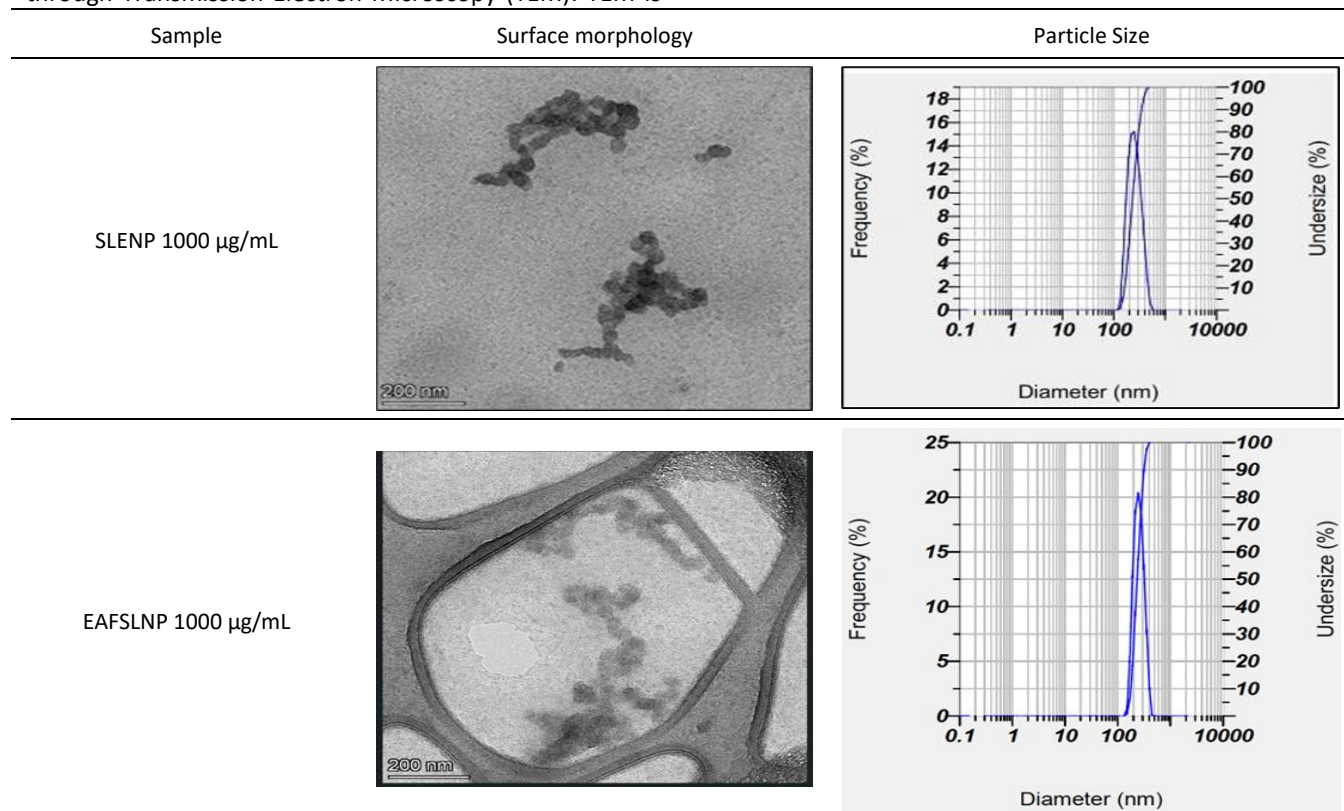 through Transmission Electron Microscopy (TEM). TEM is
Sample Surface morphology Particle Size
SLENP 1000 µg/mL
200 nm
Frequency (%)
18
16
14
12
10
8
6
4
2
0
100
90
80
70
60
50
40
30
20
10
Undersize (%)
0.1 1 10 100 10000
Diameter (nm)
EAFSLNP 1000 µg/mL
200 nm
Frequency (%)
25
20
15
10
5
0
100
90
80
70
60
50
40
30
20
10
Undersize (%)
0.1 1 10 100 10000
Diameter (nm)